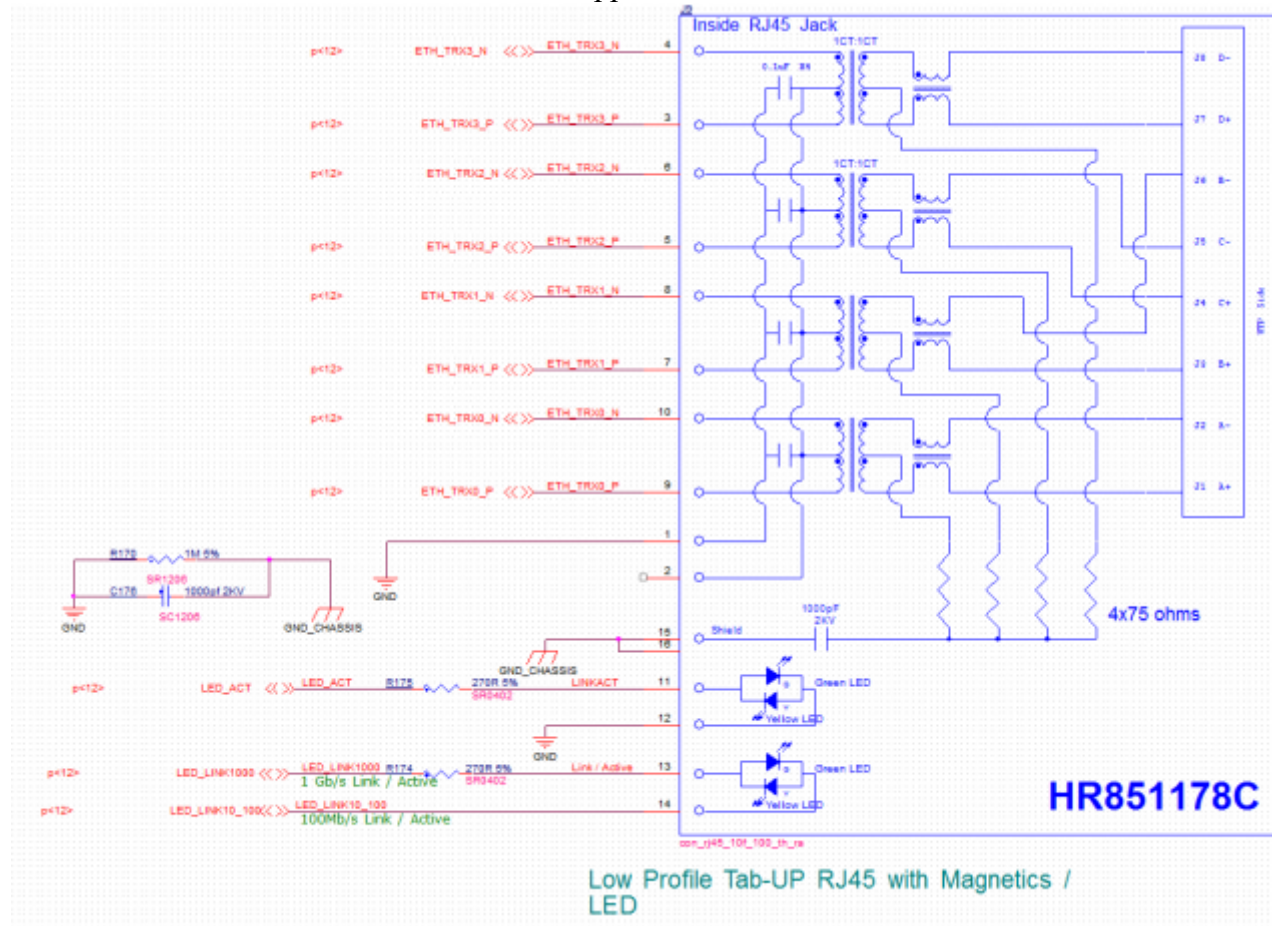 J2
Inside RJ45 Jack
p<12> ETH_TRX3_N ETH_TRX3_N 4 1CT:1CT J8 D-
p<12> ETH_TRX3_P ETH_TRX3_P 3 J7 D+
p<12> ETH_TRX2_N ETH_TRX2_N 6 1CT:1CT J6 B-
p<12> ETH_TRX2_P ETH_TRX2_P 5 J5 C-
p<12> ETH_TRX1_N ETH_TRX1_N 8 J4 C+
p<12> ETH_TRX1_P ETH_TRX1_P 7 J3 B+
p<12> ETH_TRX0_N ETH_TRX0_N 10 J2 A-
p<12> ETH_TRX0_P ETH_TRX0_P 9 J1 A+
0.1uF
Side
1
GND
2
R170 1M 5%
SR1206
C176 1000pf 2KV
SC1206
GND
GND_CHASSIS
15 Shield
16
1000pF
2KV
4x75 ohms
GND_CHASSIS
p<12> LED_ACT LED_ACT R175 270R 5% LINKACT 11 Green LED
SR0402
G
Y
12 Yellow LED
GND
p<12> LED_LINK1000 LED_LINK1000 R174 270R 5% Link / Active 13 Green LED
1 Gb/s Link / Active SR0402
G
Y
p<12> LED_LINK10_100 LED_LINK10_100 14 Yellow LED
100Mb/s Link / Active
HR851178C
Low Profile Tab-UP RJ45 with Magnetics /
LED